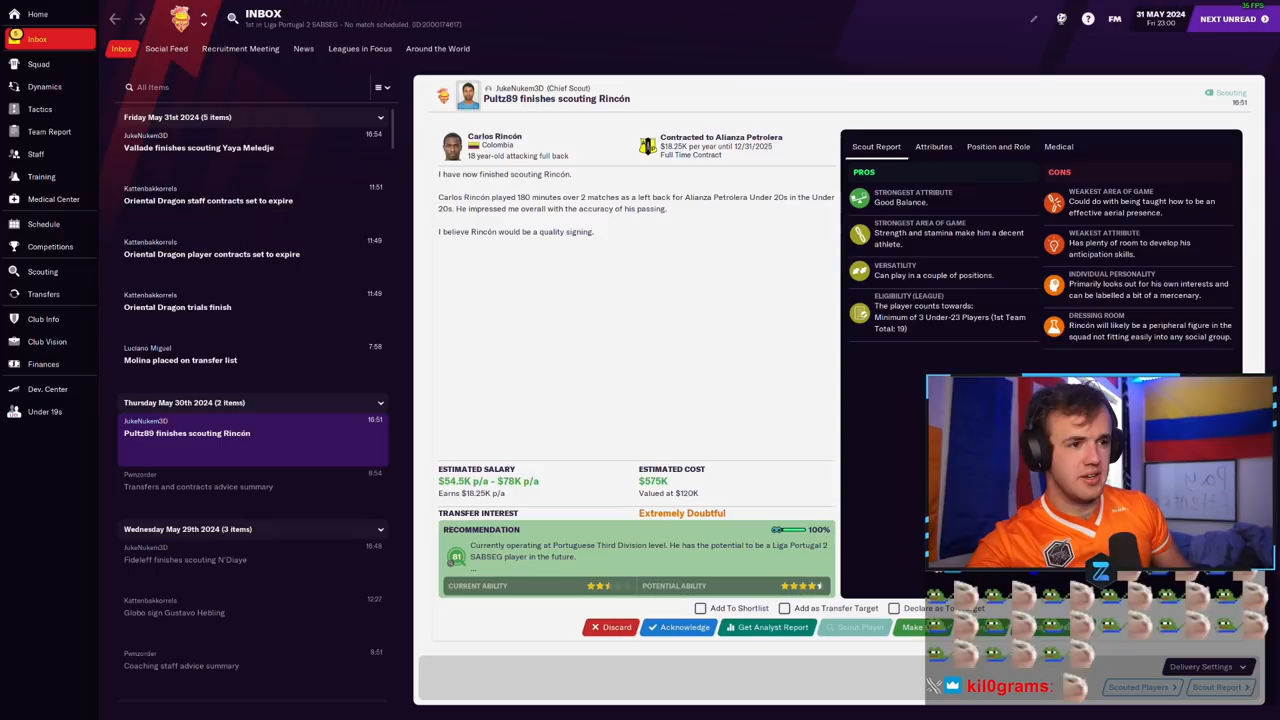 35 FPS
Home
INBOX
1st in Liga Portugal 2 SABSEG - No match scheduled. (ID:2000174617)
FM
31 MAY 2024
Fri 23:00
NEXT UNREAD
5
Inbox
Squad
Dynamics
Tactics
Team Report
Staff
Training
Medical Center
Schedule
Competitions
Scouting
Transfers
Club Info
Club Vision
Finances
Dev. Center
Under 19s
Inbox
Social Feed
Recruitment Meeting
News
Leagues in Focus
Around the World
All Items
Friday May 31st 2024 (5 items)
JukeNukem3D 16:54
Vallade finishes scouting Yaya Meledje
Kattenbakkorrels 11:51
Oriental Dragon staff contracts set to expire
Kattenbakkorrels 11:49
Oriental Dragon player contracts set to expire
Kattenbakkorrels 11:49
Oriental Dragon trials finish
Luciano Miguel 7:58
Molina placed on transfer list
Thursday May 30th 2024 (2 items)
JukeNukem3D 16:51
Pultz89 finishes scouting Rincón
Pwnzorder 8:54
Transfers and contracts advice summary
Wednesday May 29th 2024 (3 items)
JukeNukem3D 16:48
Fideleff finishes scouting N'Diaye
Kattenbakkorrels 12:27
Globo sign Gustavo Hebling
Pwnzorder 9:51
Coaching staff advice summary
JukeNukem3D (Chief Scout)
Pultz89 finishes scouting Rincón
Scouting
16:51
Carlos Rincón
Colombia
18 year-old attacking full back
Contracted to Alianza Petrolera
$18.25K per year until 12/31/2025
Full Time Contract
I have now finished scouting Rincón.
Carlos Rincón played 180 minutes over 2 matches as a left back for Alianza Petrolera Under 20s in the Under
20s. He impressed me overall with the accuracy of his passing.
I believe Rincón would be a quality signing.
Scout Report
Attributes
Position and Role
Medical
PROS
STRONGEST ATTRIBUTE
Good Balance.
STRONGEST AREA OF GAME
Strength and stamina make him a decent
athlete.
VERSATILITY
Can play in a couple of positions.
ELIGIBILITY (LEAGUE)
The player counts towards:
Minimum of 3 Under-23 Players (1st Team
Total: 19)
CONS
WEAKEST AREA OF GAME
Could do with being taught how to be an
effective aerial presence.
WEAKEST ATTRIBUTE
Has plenty of room to develop his
anticipation skills.
INDIVIDUAL PERSONALITY
Primarily looks out for his own interests and
can be labelled a bit of a mercenary.
DRESSING ROOM
Rincón will likely be a peripheral figure in the
squad not fitting easily into any social group.
ESTIMATED SALARY
$54.5K p/a - $78K p/a
Earns $18.25K p/a
ESTIMATED COST
$575K
Valued at $120K
TRANSFER INTEREST
Extremely Doubtful
RECOMMENDATION
100%
81
Currently operating at Portuguese Third Division level. He has the potential to be a Liga Portugal 2
SABSEG player in the future.
...
CURRENT ABILITY
POTENTIAL ABILITY
Add To Shortlist
Add as Transfer Target
Declare as To
Discard
Acknowledge
Get Analyst Report
Scout Player
Make
Delivery Settings
Scouted Players
Scout Report
kil0grams: